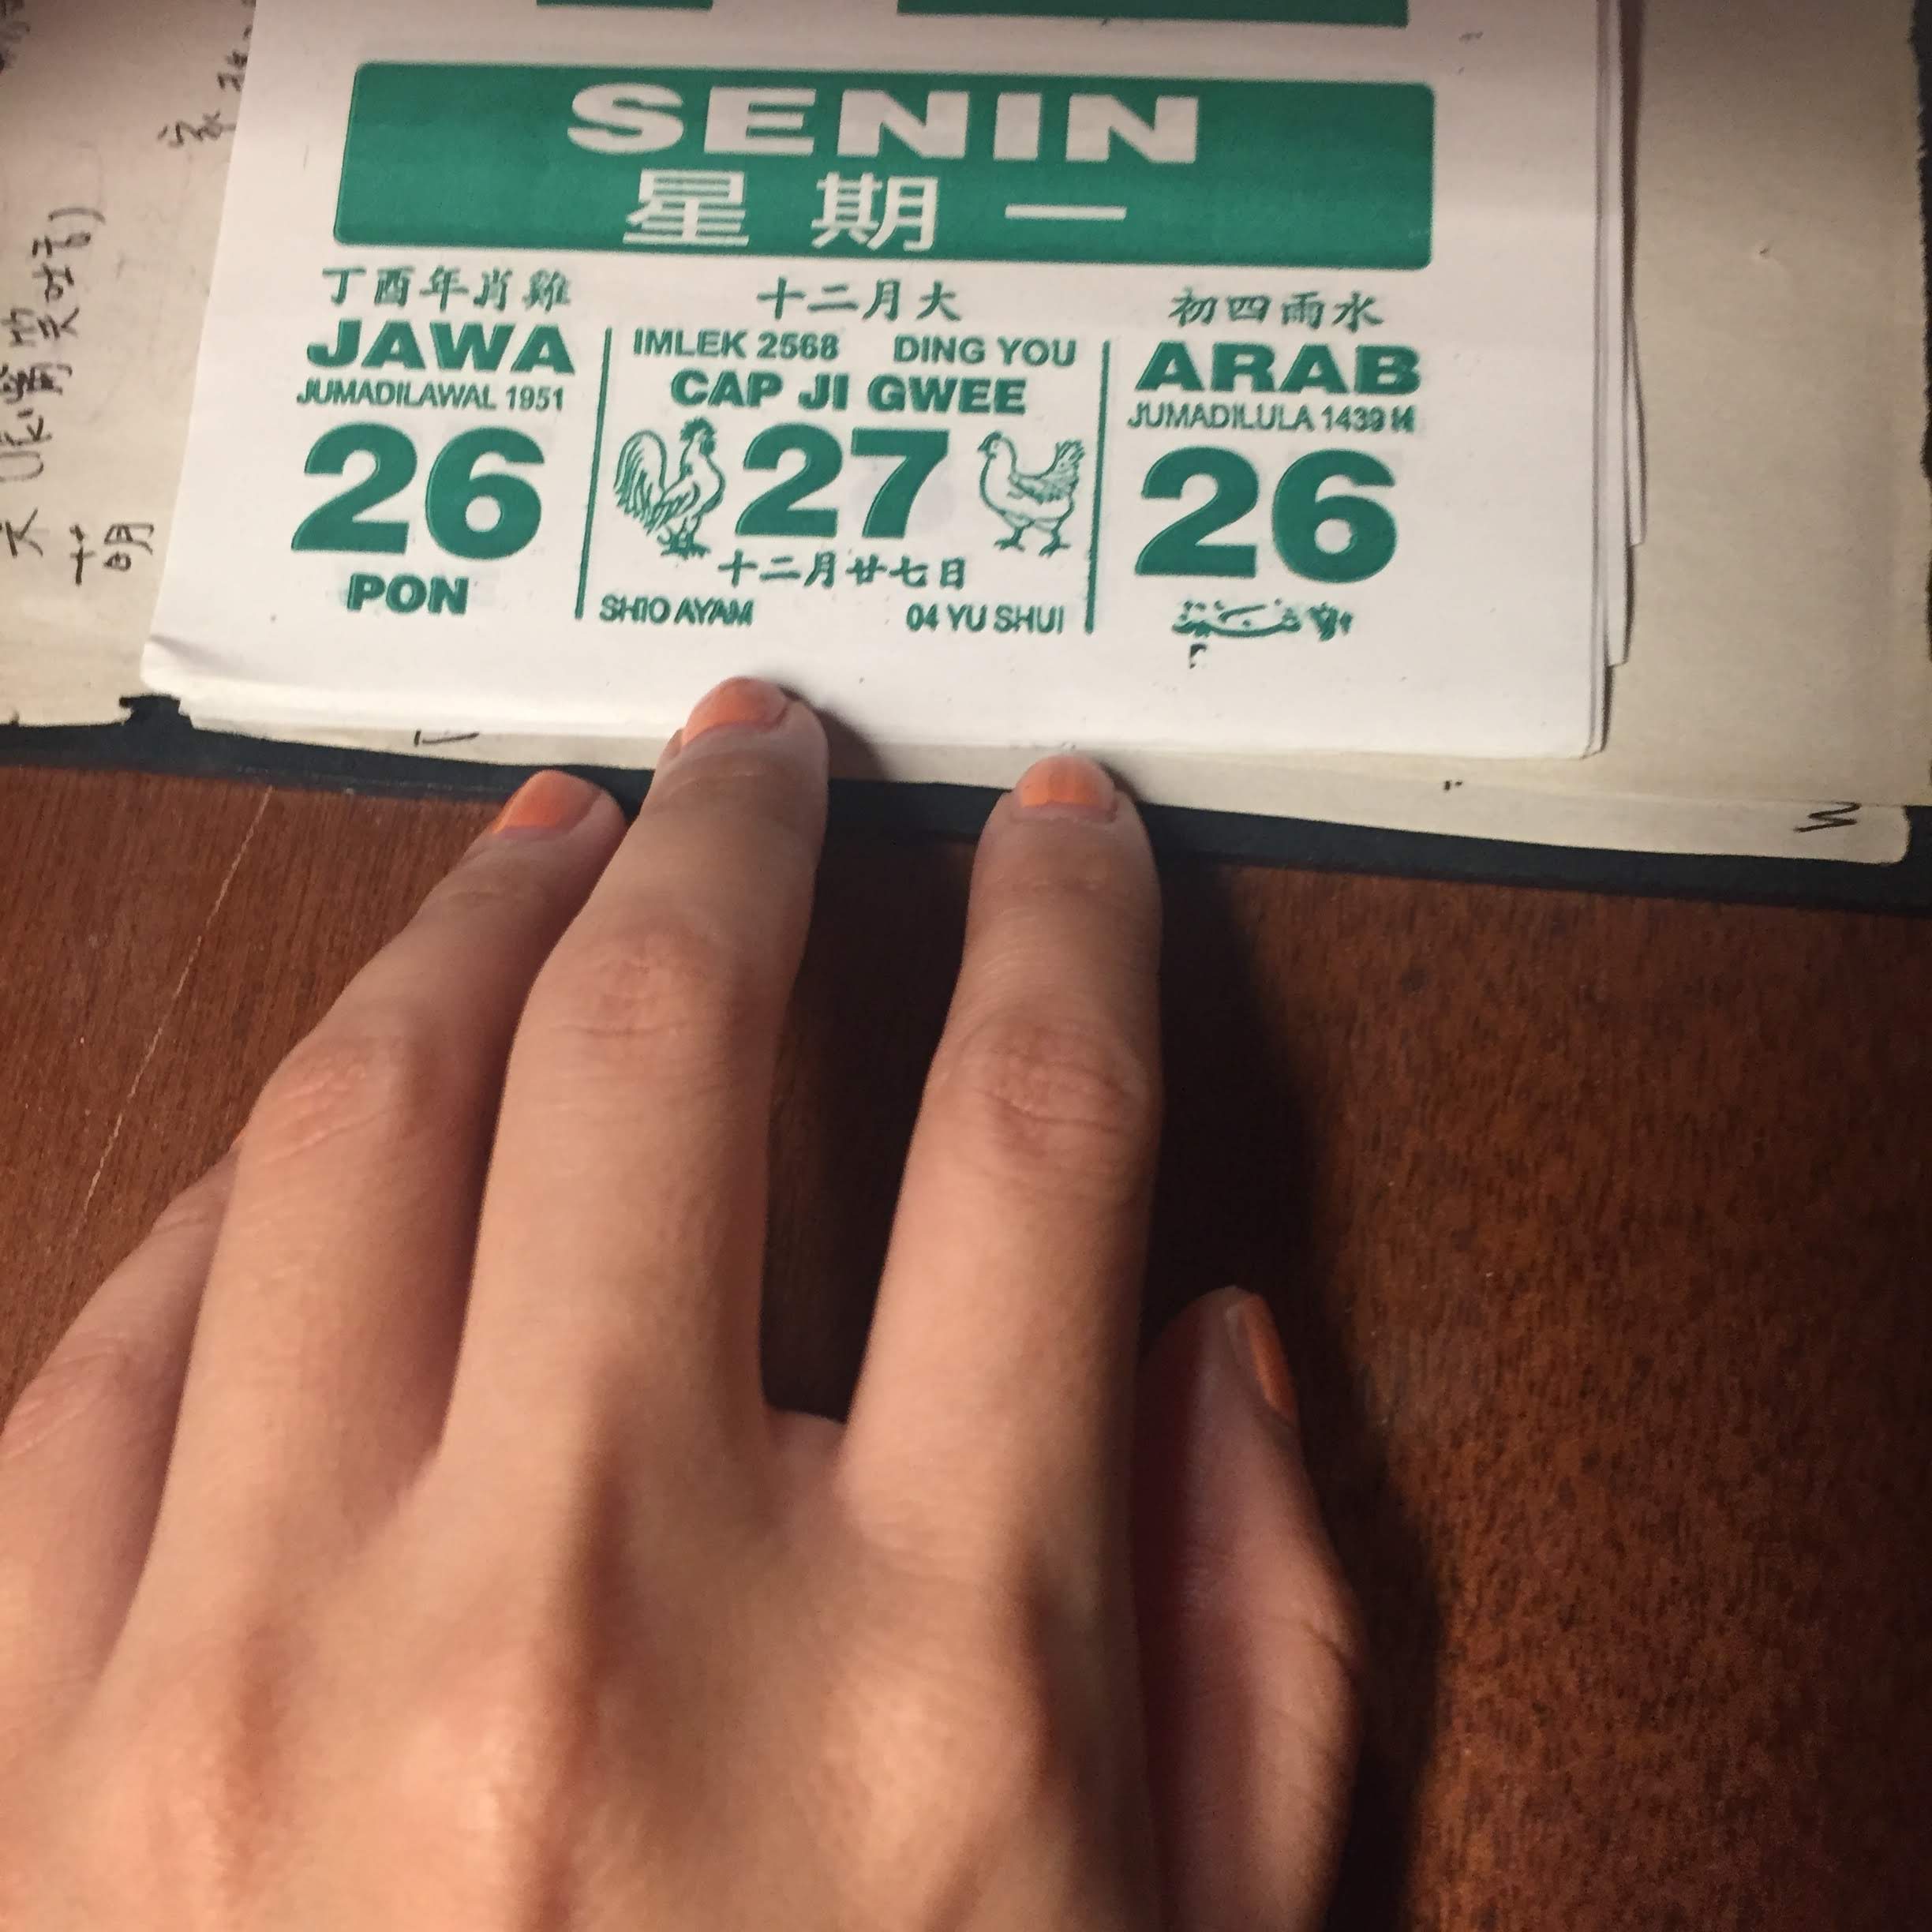 SENIN
星期一
丁酉年肖雞
JAWA
JUMADILAWAL 1951
26
PON
十二月大
IMLEK 2568 DING YOU
CAP JI GWEE
27
十二月廿七日
SHIO AYAM 04 YU SHUI
初四雨水
ARAB
JUMADILULA 1439 H
26